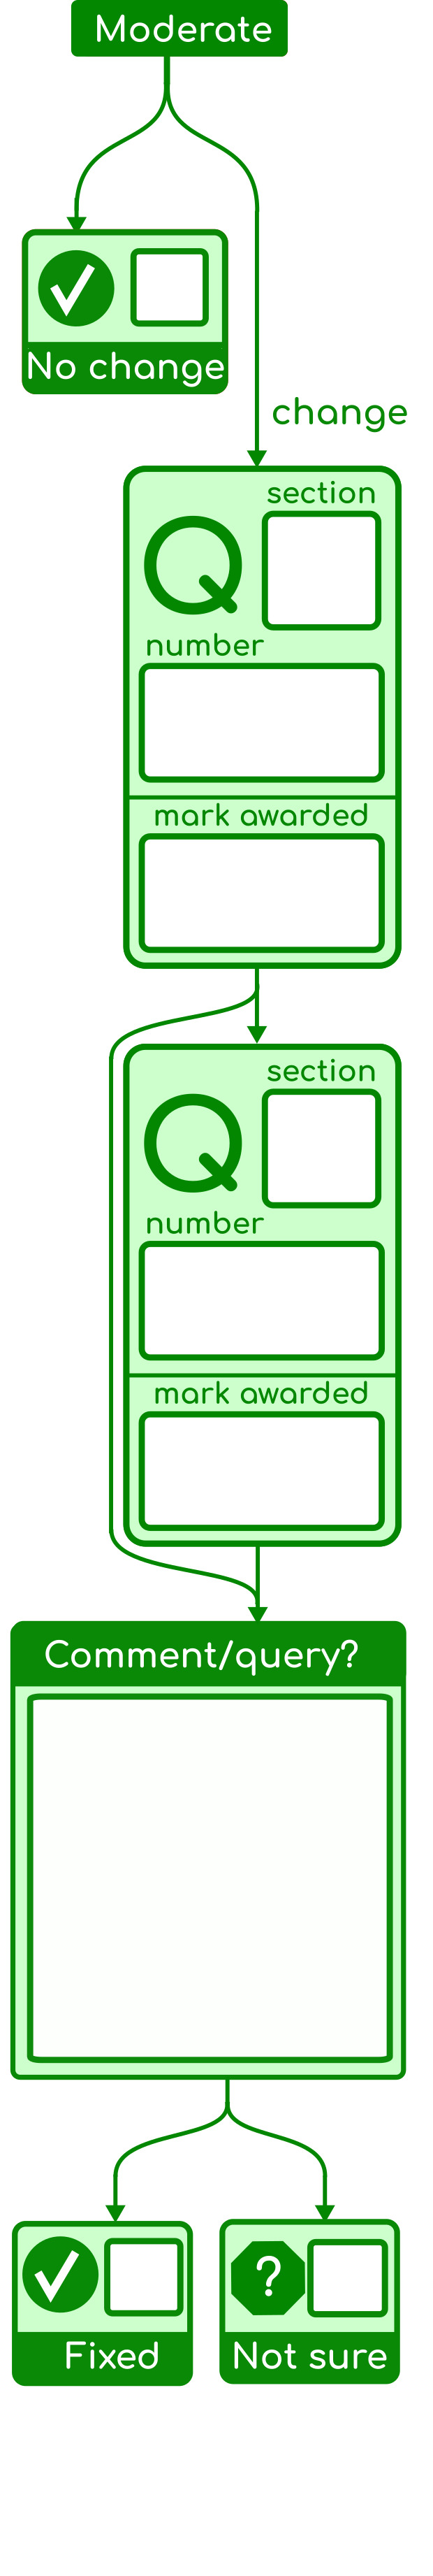 Moderate
No change
change
section
Q
number
mark awarded
section
Q
number
mark awarded
Comment/query?
?
Fixed
Not sure